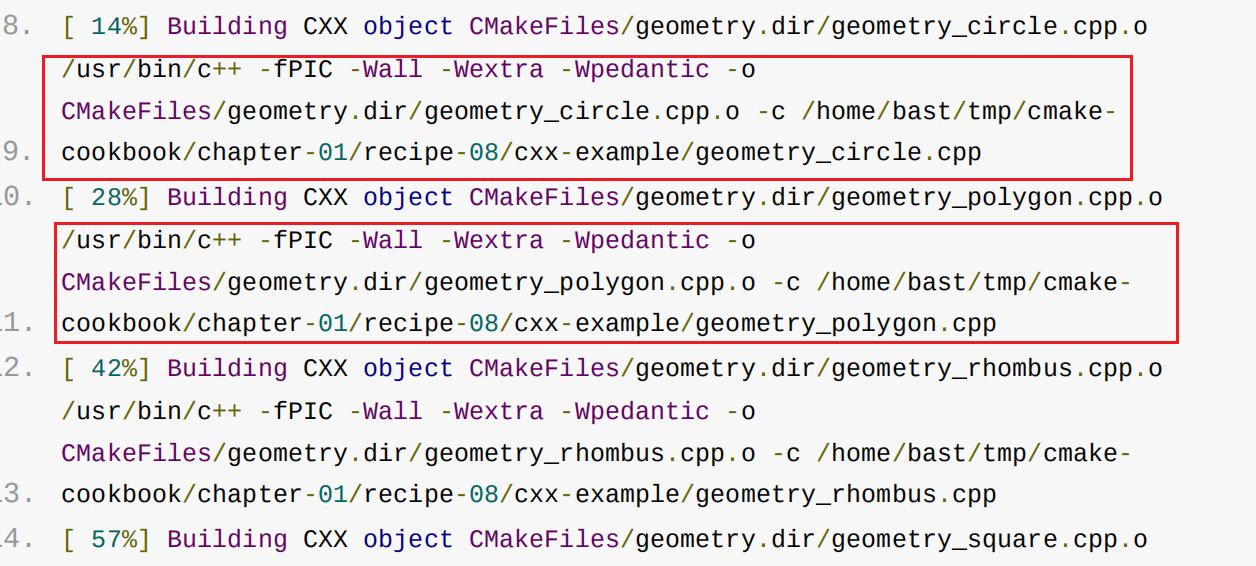 8. [ 14%] Building CXX object CMakeFiles/geometry.dir/geometry_circle.cpp.o
/usr/bin/c++ -fPIC -Wall -Wextra -Wpedantic -o
CMakeFiles/geometry.dir/geometry_circle.cpp.o -c /home/bast/tmp/cmake-
9. cookbook/chapter-01/recipe-08/cxx-example/geometry_circle.cpp
0. [ 28%] Building CXX object CMakeFiles/geometry.dir/geometry_polygon.cpp.o
/usr/bin/c++ -fPIC -Wall -Wextra -Wpedantic -o
CMakeFiles/geometry.dir/geometry_polygon.cpp.o -c /home/bast/tmp/cmake-
1. cookbook/chapter-01/recipe-08/cxx-example/geometry_polygon.cpp
2. [ 42%] Building CXX object CMakeFiles/geometry.dir/geometry_rhombus.cpp.o
/usr/bin/c++ -fPIC -Wall -Wextra -Wpedantic -o
CMakeFiles/geometry.dir/geometry_rhombus.cpp.o -c /home/bast/tmp/cmake-
3. cookbook/chapter-01/recipe-08/cxx-example/geometry_rhombus.cpp
4. [ 57%] Building CXX object CMakeFiles/geometry.dir/geometry_square.cpp.o